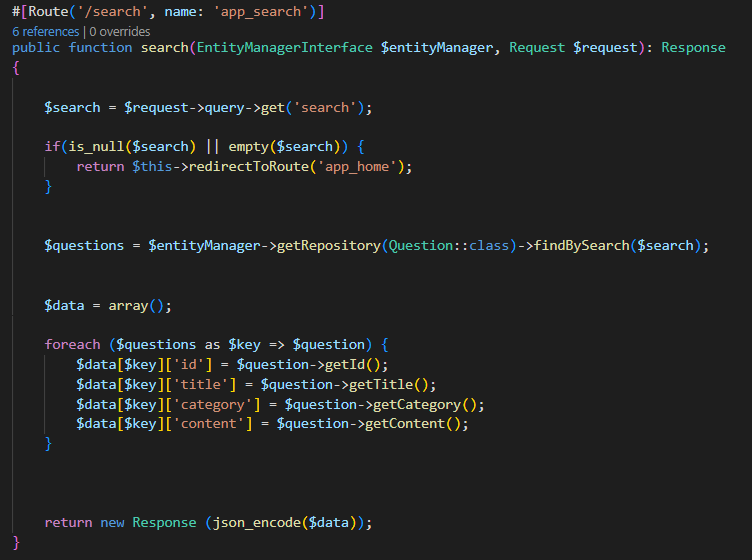 #[Route('/search', name: 'app_search')]
6 references | 0 overrides
public function search(EntityManagerInterface $entityManager, Request $request): Response
{
$search = $request->query->get('search');
if(is_null($search) || empty($search)) {
return $this->redirectToRoute('app_home');
}
$questions = $entityManager->getRepository(Question::class)->findBySearch($search);
$data = array();
foreach ($questions as $key => $question) {
$data[$key]['id'] = $question->getId();
$data[$key]['title'] = $question->getTitle();
$data[$key]['category'] = $question->getCategory();
$data[$key]['content'] = $question->getContent();
}
return new Response (json_encode($data));
}